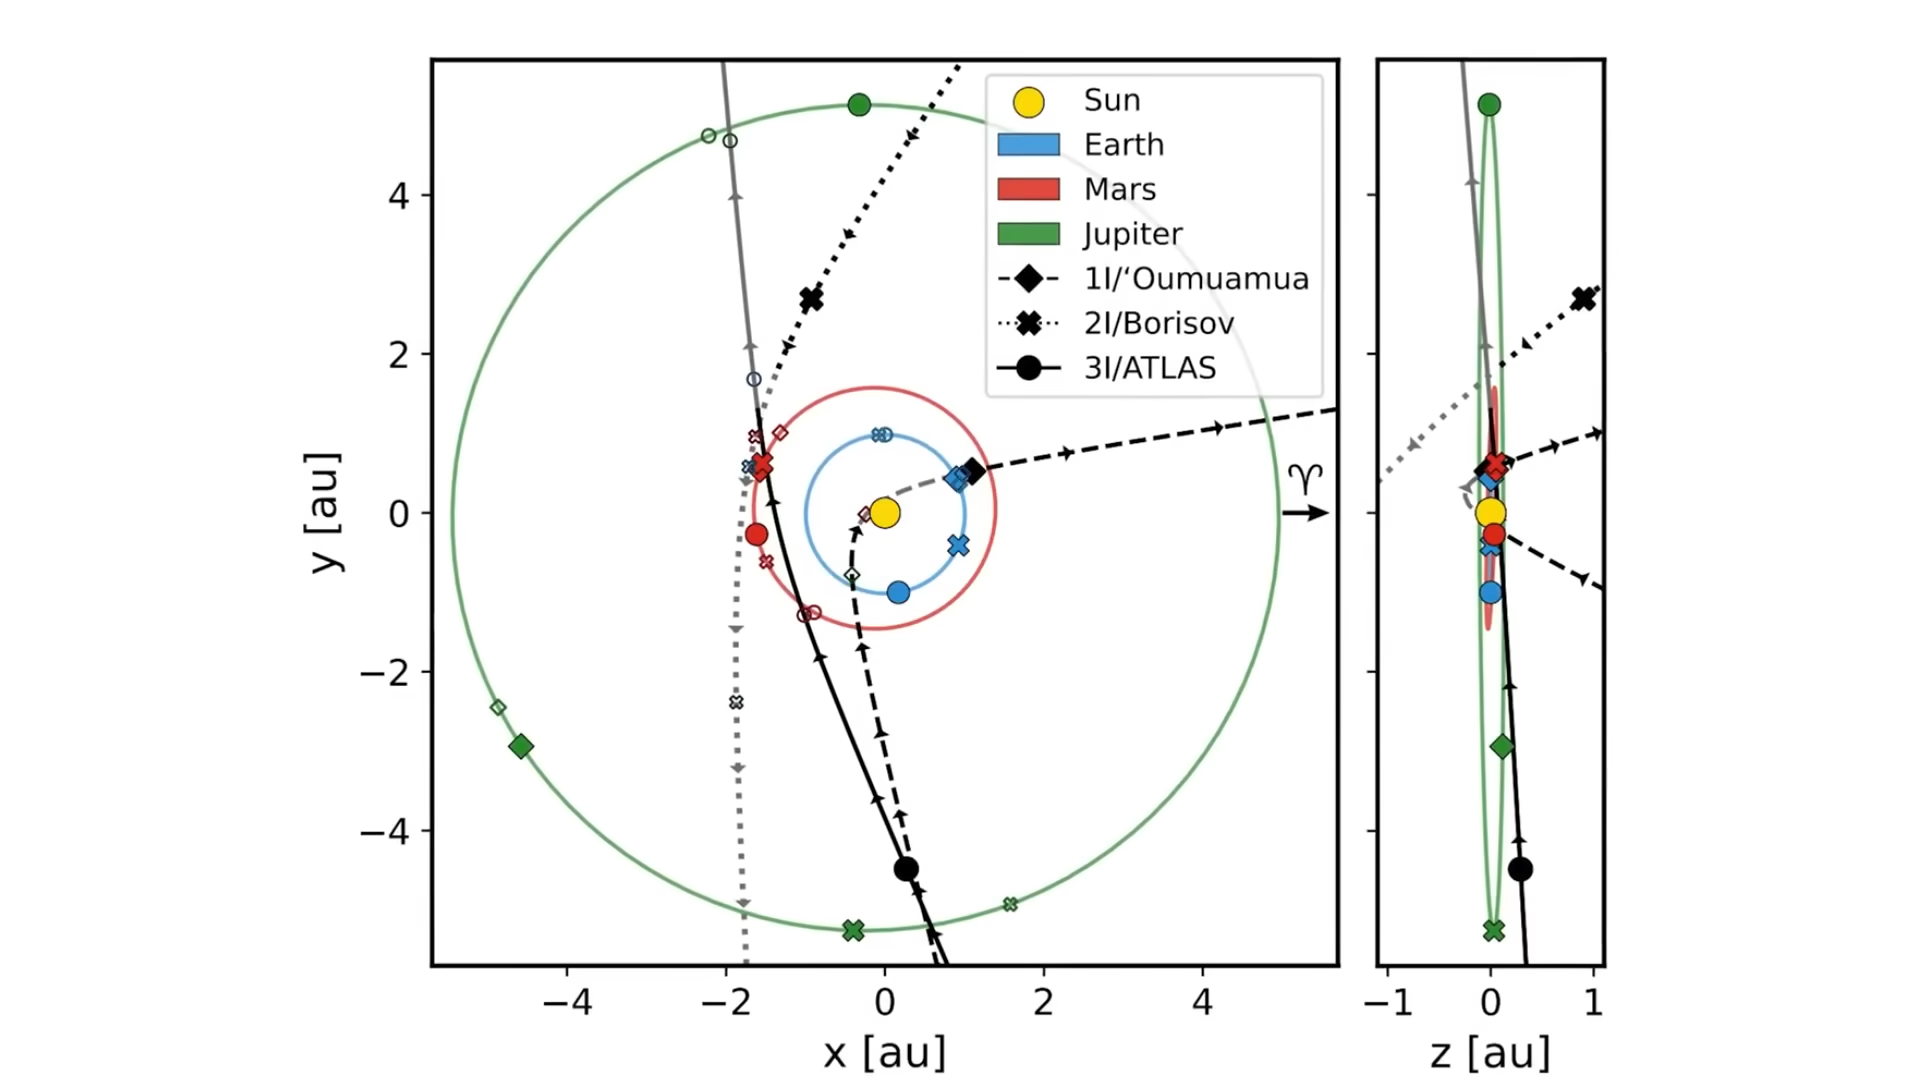 Sun
Earth
Mars
Jupiter
1I/‘Oumuamua
2I/Borisov
3I/ATLAS
♈
4
2
0
−2
−4
y [au]
−4 −2 0 2 4
x [au]
−1 0 1
z [au]